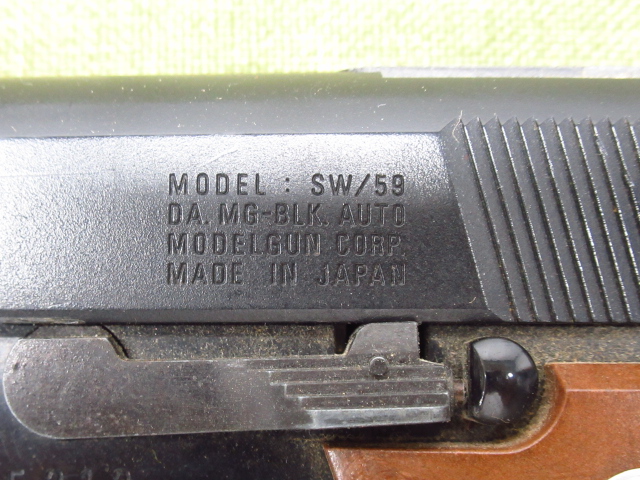 MODEL : SW/59
DA. MG-BLK. AUTO
MODELGUN CORP.
MADE IN JAPAN